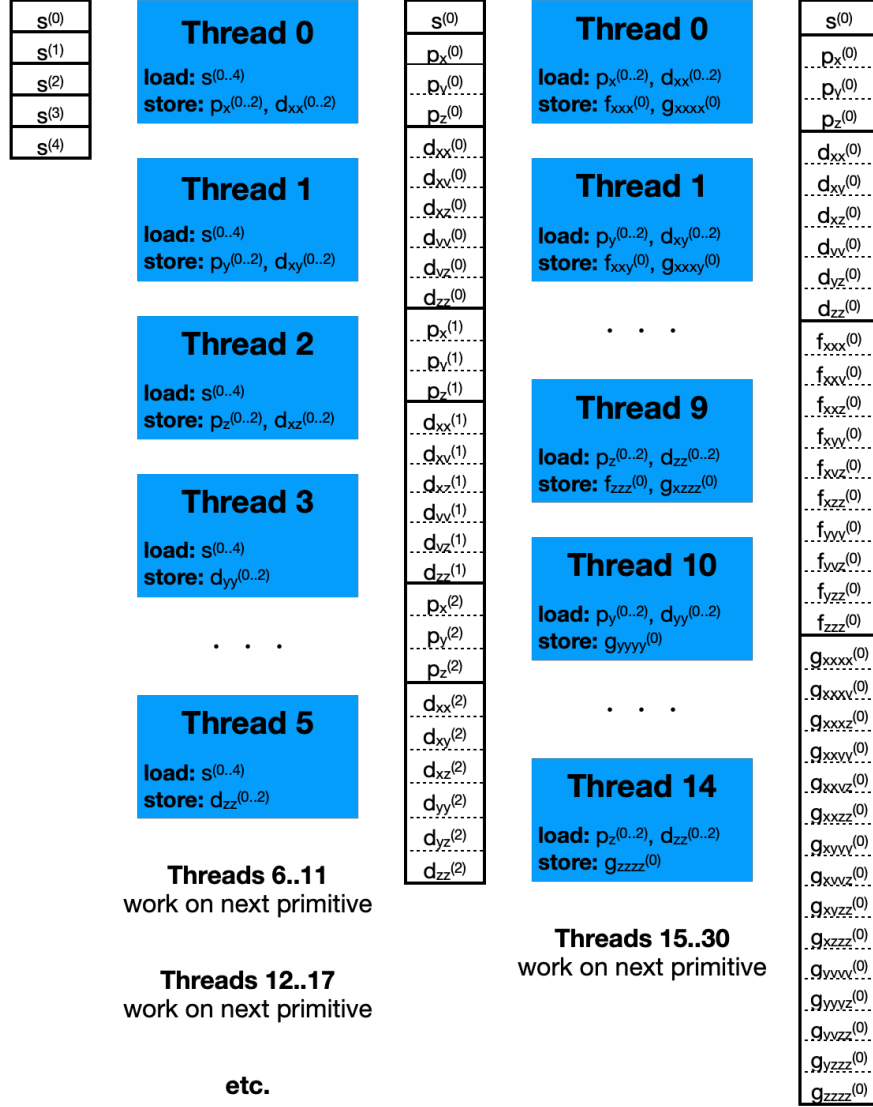 s(0)
s(1)
s(2)
s(3)
s(4)
Thread 0
load: s(0..4)
store: px(0..2), dxx(0..2)
Thread 1
load: s(0..4)
store: py(0..2), dxy(0..2)
Thread 2
load: s(0..4)
store: pz(0..2), dxz(0..2)
Thread 3
load: s(0..4)
store: dyy(0..2)
. . .
Thread 5
load: s(0..4)
store: dzz(0..2)
Threads 6..11
work on next primitive
Threads 12..17
work on next primitive
etc.
s(0)
px(0)
py(0)
pz(0)
dxx(0)
dxy(0)
dxz(0)
dyy(0)
dyz(0)
dzz(0)
px(1)
py(1)
pz(1)
dxx(1)
dxy(1)
dxz(1)
dyy(1)
dyz(1)
dzz(1)
px(2)
py(2)
pz(2)
dxx(2)
dxy(2)
dxz(2)
dyy(2)
dyz(2)
dzz(2)
Thread 0
load: px(0..2), dxx(0..2)
store: fxxx(0), gxxxx(0)
Thread 1
load: py(0..2), dxy(0..2)
store: fxxy(0), gxxxy(0)
. . .
Thread 9
load: pz(0..2), dzz(0..2)
store: fzzz(0), gxzzz(0)
Thread 10
load: py(0..2), dyy(0..2)
store: gyyyy(0)
. . .
Thread 14
load: pz(0..2), dzz(0..2)
store: gzzzz(0)
Threads 15..30
work on next primitive
s(0)
px(0)
py(0)
pz(0)
dxx(0)
dxy(0)
dxz(0)
dyy(0)
dyz(0)
dzz(0)
fxxx(0)
fxxy(0)
fxxz(0)
fxyy(0)
fxyz(0)
fxzz(0)
fyyy(0)
fyyz(0)
fyzz(0)
fzzz(0)
gxxxx(0)
gxxxy(0)
gxxxz(0)
gxxyy(0)
gxxyz(0)
gxxzz(0)
gxyyy(0)
gxyyz(0)
gxyzz(0)
gxzzz(0)
gyyyy(0)
gyyyz(0)
gyyzz(0)
gyzzz(0)
gzzzz(0)